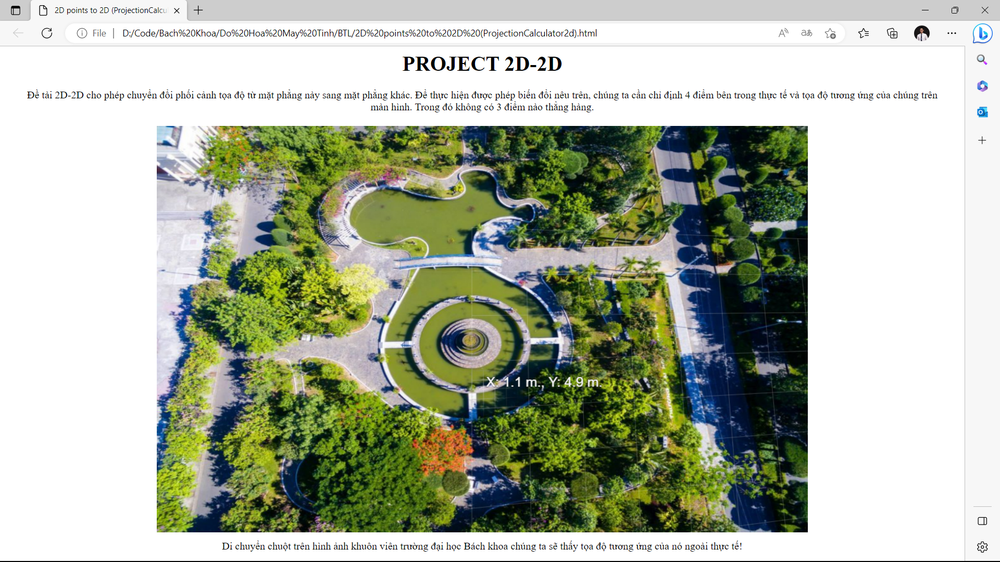 2D points to 2D (ProjectionCalcu
File
D:/Code/Bach%20Khoa/Do%20Hoa%20May%20Tinh/BTL/2D%20points%20to%202D%20(ProjectionCalculator2d).html
PROJECT 2D-2D
Đề tài 2D-2D cho phép chuyển đổi phối cảnh tọa độ từ mặt phẳng này sang mặt phẳng khác. Để thực hiện được phép biến đổi nêu trên, chúng ta cần chỉ định 4 điểm bên trong thực tế và tọa độ tương ứng của chúng trên
màn hình. Trong đó không có 3 điểm nào thẳng hàng.
X: 1.1 m., Y: 4.9 m.
Di chuyển chuột trên hình ảnh khuôn viên trường đại học Bách khoa chúng ta sẽ thấy tọa độ tương ứng của nó ngoài thực tế!